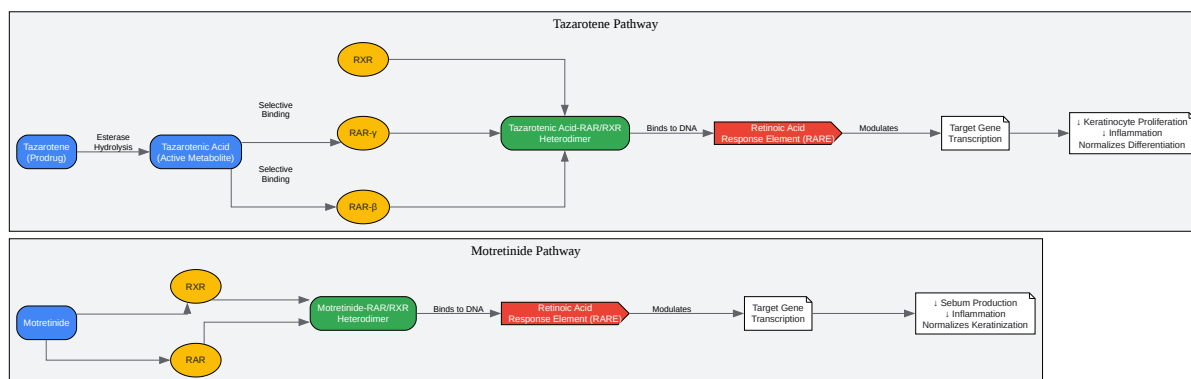 Tazarotene Pathway
RXR
Selective
Binding
RAR-γ
Tazarotene
(Prodrug)
Esterase
Hydrolysis
Tazarotenic Acid
(Active Metabolite)
Selective
Binding
RAR-β
Tazarotenic Acid-RAR/RXR
Heterodimer
Binds to DNA
Retinoic Acid
Response Element (RARE)
Modulates
Target Gene
Transcription
↓ Keratinocyte Proliferation
↓ Inflammation
Normalizes Differentiation
Motretinide Pathway
Motretinide
RXR
RAR
Motretinide-RAR/RXR
Heterodimer
Binds to DNA
Retinoic Acid
Response Element (RARE)
Modulates
Target Gene
Transcription
↓ Sebum Production
↓ Inflammation
Normalizes Keratinization